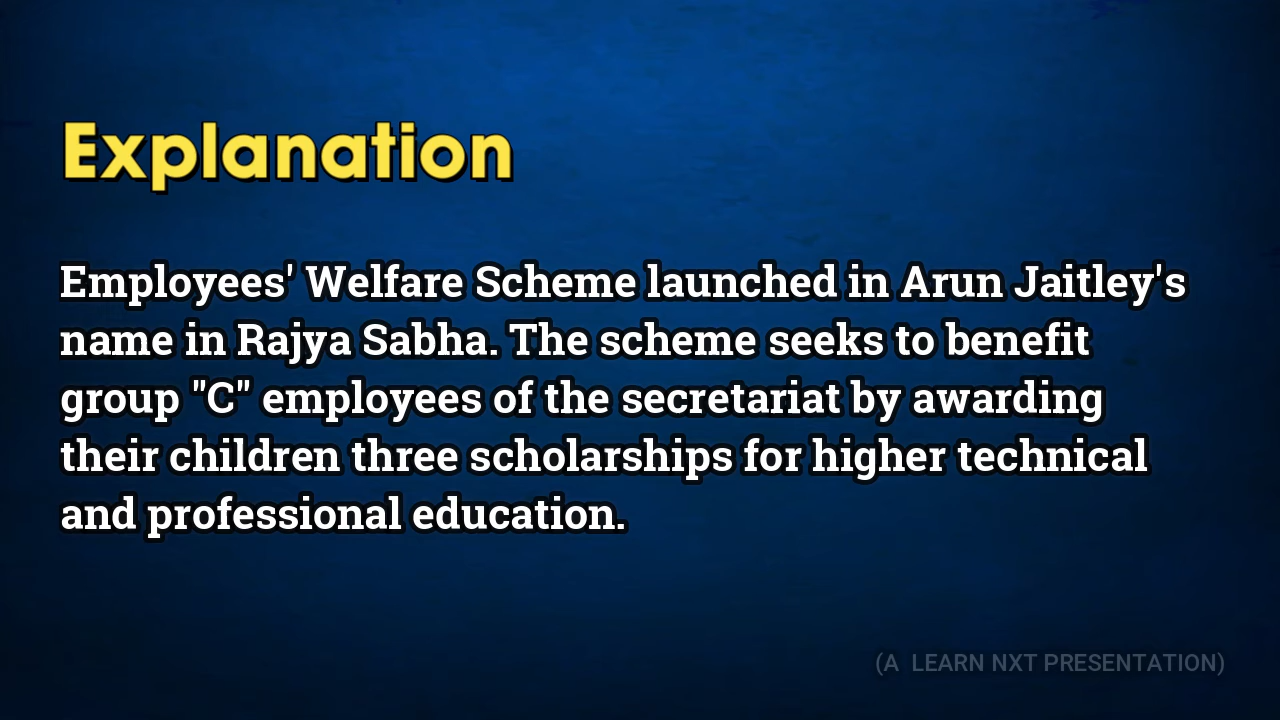 Explanation
Employees' Welfare Scheme launched in Arun Jaitley's
name in Rajya Sabha. The scheme seeks to benefit
group "C" employees of the secretariat by awarding
their children three scholarships for higher technical
and professional education.
(A LEARN NXT PRESENTATION)